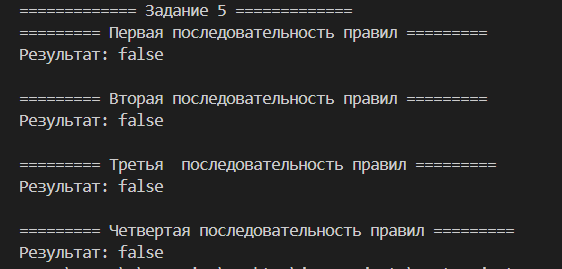 ============= Задание 5 =============
========= Первая последовательность правил =========
Результат: false
========= Вторая последовательность правил =========
Результат: false
========= Третья  последовательность правил =========
Результат: false
========= Четвертая последовательность правил =========
Результат: false